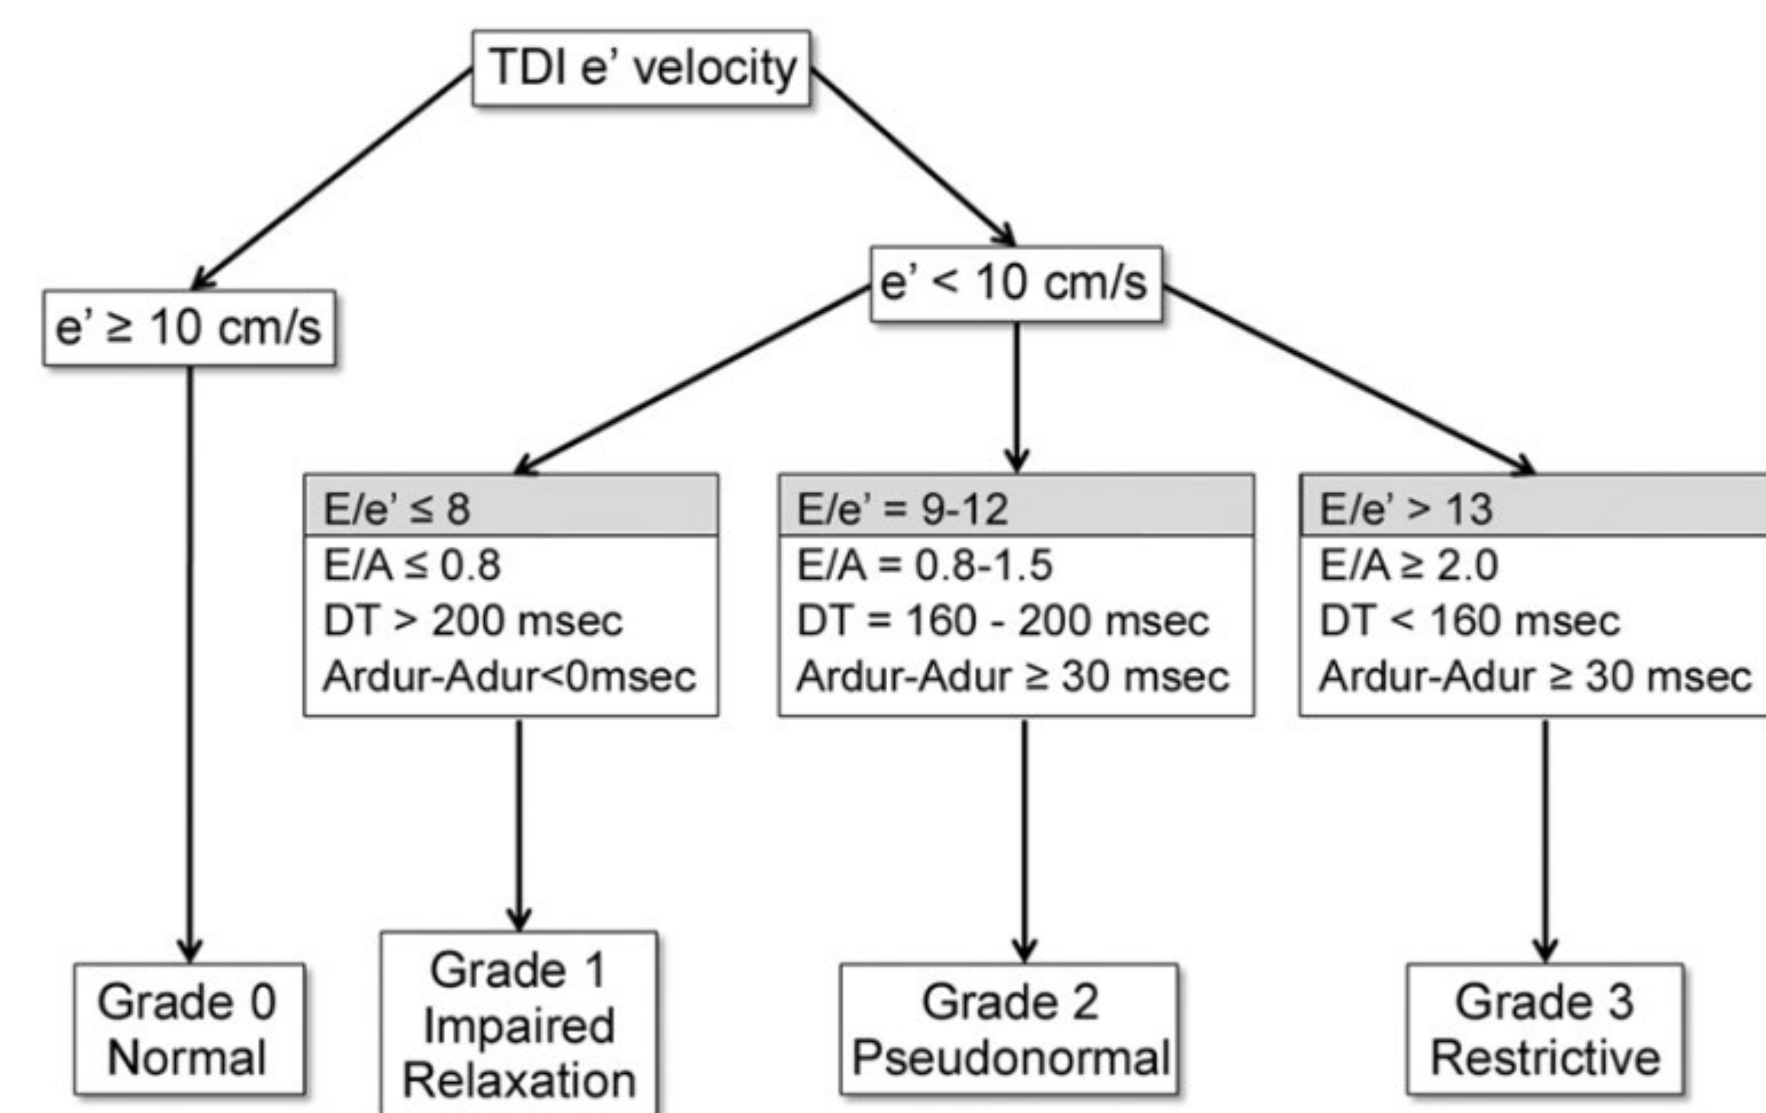 TDI e’ velocity
e’ ≥ 10 cm/s
e’ < 10 cm/s
E/e’ ≤ 8
E/A ≤ 0.8
DT > 200 msec
Ardur-Adur<0msec
E/e’ = 9-12
E/A = 0.8-1.5
DT = 160 - 200 msec
Ardur-Adur ≥ 30 msec
E/e’ > 13
E/A ≥ 2.0
DT < 160 msec
Ardur-Adur ≥ 30 msec
Grade 0
Normal
Grade 1
Impaired
Relaxation
Grade 2
Pseudonormal
Grade 3
Restrictive